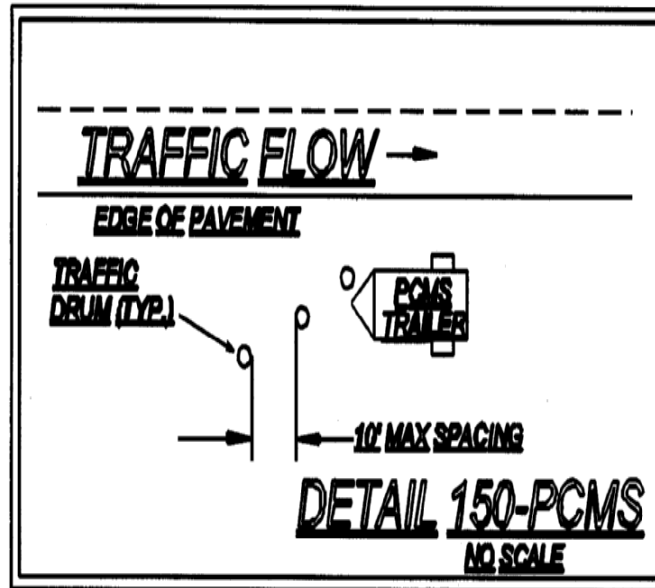 TRAFFIC FLOW
EDGE OF PAVEMENT
TRAFFIC
DRUM (TYP.)
PCMS
TRAILER
10' MAX SPACING
DETAIL 150-PCMS
NO SCALE